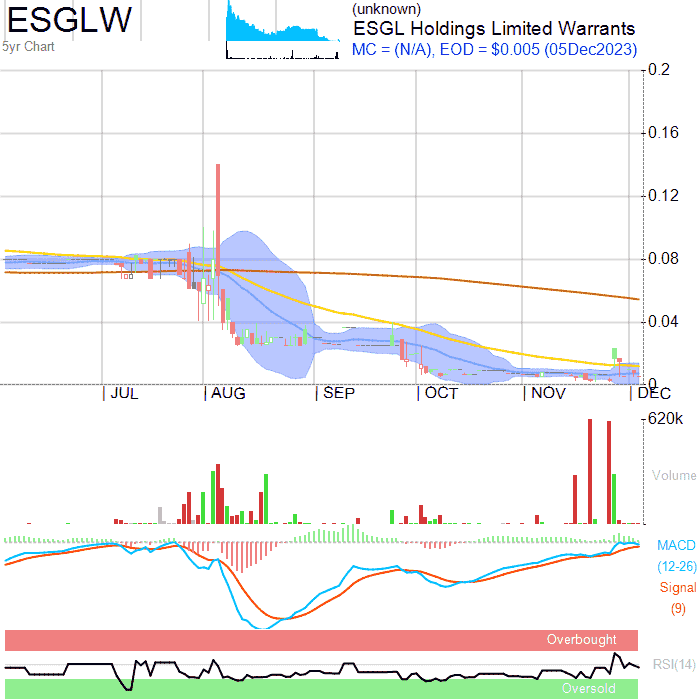 ESGLW
5yr Chart
(unknown)
ESGL Holdings Limited Warrants
MC = (N/A), EOD = $0.005 (05Dec2023)
0.2
0.16
0.12
0.08
0.04
0
JUL AUG SEP OCT NOV DEC
620k
Volume
MACD
(12-26)
Signal
(9)
Overbought
RSI(14)
Oversold